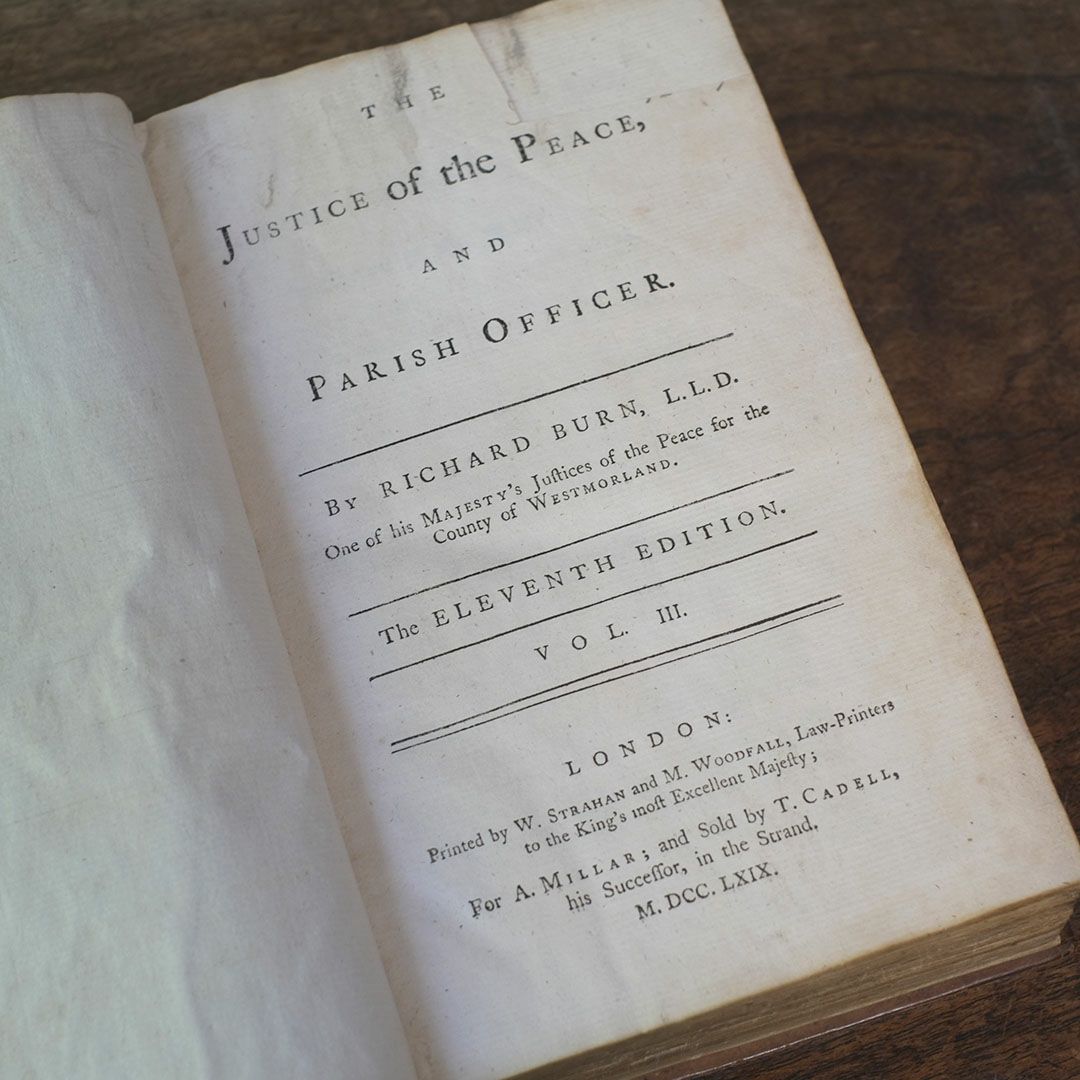 THE
JUSTICE of the PEACE,
AND
PARISH OFFICER.
By RICHARD BURN, L.L.D.
One of his MAJESTY's Juſtices of the Peace for the
County of WESTMORLAND.
The ELEVENTH EDITION.
VOL. III.
LONDON:
Printed by W. STRAHAN and M. WOODFALL, Law-Printers
to the King's moſt Excellent Majeſty;
For A. MILLAR; and Sold by T. CADELL,
his Succeſſor, in the Strand.
M. DCC. LXIX.